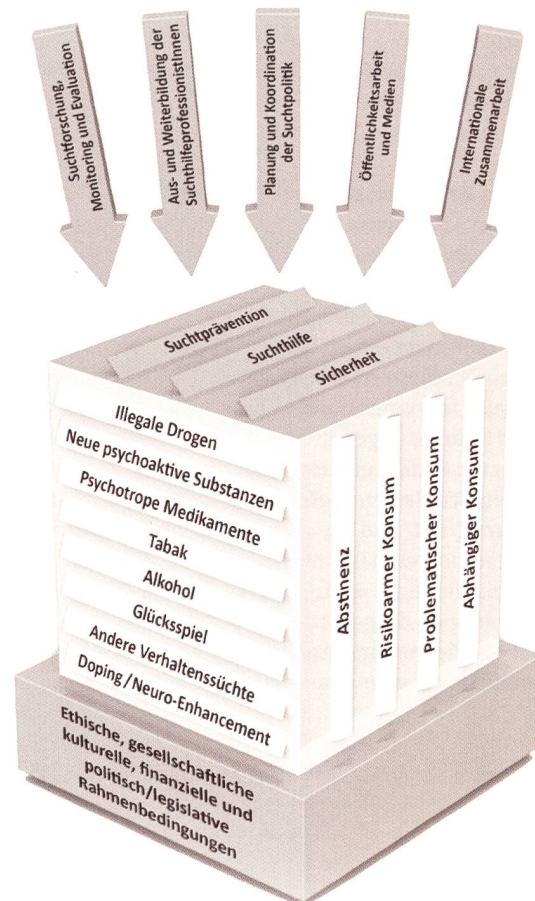 Suchtforschung,
Monitoring und Evaluation
Aus- und Weiterbildung der
SuchthilfeprofessionistInnen
Planung und Koordination
der Suchtpolitik
Öffentlichkeitsarbeit
und Medien
Internationale
Zusammenarbeit
Suchtprävention
Suchthilfe
Sicherheit
Illegale Drogen
Neue psychoaktive Substanzen
Psychotrope Medikamente
Tabak
Alkohol
Glücksspiel
Andere Verhaltenssüchte
Doping/Neuro-Enhancement
Abstinenz
Risikoarmer Konsum
Problematischer Konsum
Abhängiger Konsum
Ethische, gesellschaftliche
kulturelle, finanzielle und
politisch/legislative
Rahmenbedingungen